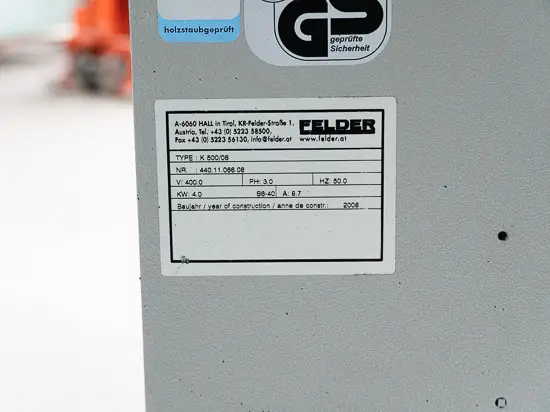 holzstaubgeprüft
GS
geprüfte
Sicherheit
A-6060 HALL in Tirol, KR-Felder-Straße 1,
Austria, Tel. +43 (0) 5223 58500,
Fax +43 (0) 5223 56130, info@felder.at
FELDER
www.felder.at
TYPE : K 500/06
NR. : 440.11.066.08
V: 400.0 PH: 3.0 HZ: 50.0
KW: 4.0 S6-40 A: 9.7
Baujahr / year of construction / anne de constr.: 2008